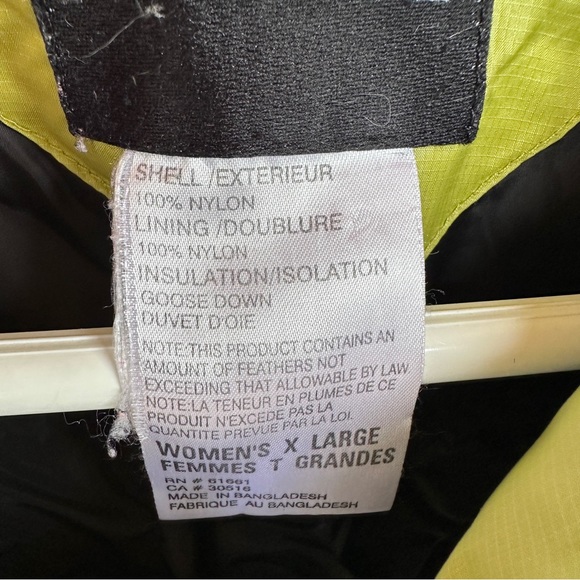 SHELL /EXTERIEUR
100% NYLON
LINING /DOUBLURE
100% NYLON
INSULATION/ISOLATION
GOOSE DOWN
DUVET D'OIE
NOTE:THIS PRODUCT CONTAINS AN
AMOUNT OF FEATHERS NOT
EXCEEDING THAT ALLOWABLE BY LAW
NOTE:LA TENEUR EN PLUMES DE CE
PRODUIT N'EXCEDE PAS LA
QUANTITE PREVUE PAR LA LOI.
WOMEN'S X LARGE
FEMMES T GRANDES
RN # 61661
CA # 30516
MADE IN BANGLADESH
FABRIQUE AU BANGLADESH